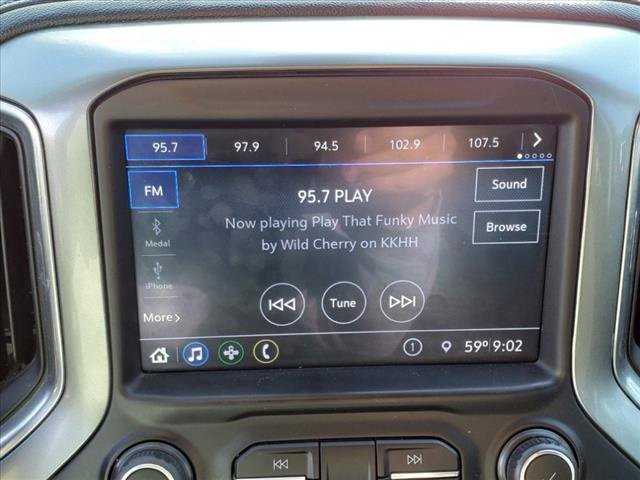 95.7 97.9 94.5 102.9 107.5
FM
95.7 PLAY
Sound
Now playing Play That Funky Music
by Wild Cherry on KKHH
Browse
Medal
iPhone
Tune
More
1 59° 9:02